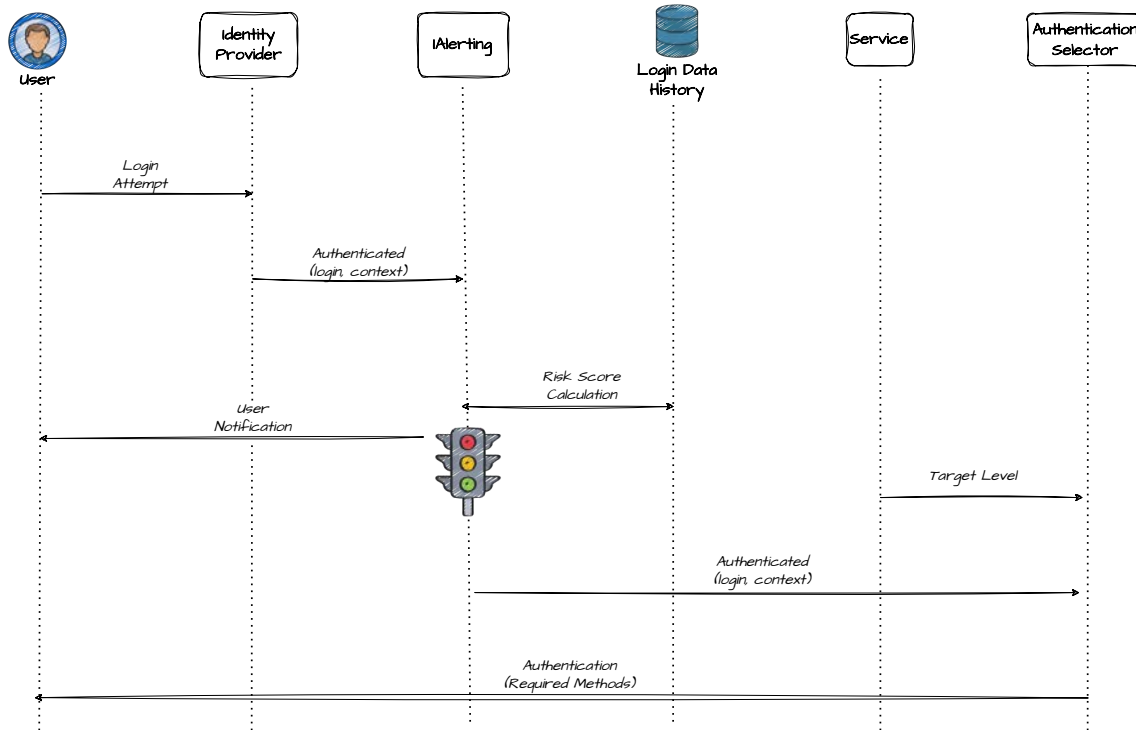 User
Identity
Provider
IAlerting
Login Data
History
Service
Authentication
Selector
Login
Attempt
Authenticated
(login, context)
Risk Score
Calculation
User
Notification
Target Level
Authenticated
(login, context)
Authentication
(Required Methods)